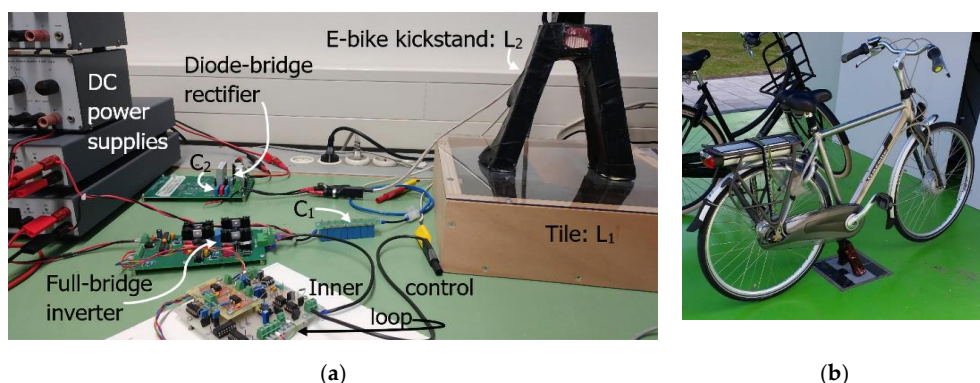 E-bike kickstand: L2
Diode-bridge
rectifier
DC
power
supplies
C2
C1
Tile: L1
Full-bridge
inverter
Inner control
loop
(a)
(b)